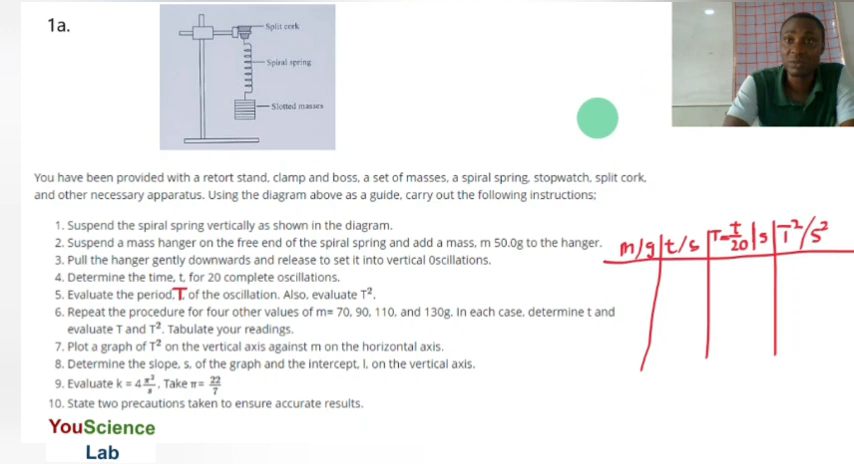 1a.
Split cork
Spiral spring
Slotted masses
You have been provided with a retort stand, clamp and boss, a set of masses, a spiral spring, stopwatch, split cork,
and other necessary apparatus. Using the diagram above as a guide, carry out the following instructions;
1. Suspend the spiral spring vertically as shown in the diagram.
2. Suspend a mass hanger on the free end of the spiral spring and add a mass, m 50.0g to the hanger.
3. Pull the hanger gently downwards and release to set it into vertical Oscillations.
4. Determine the time, t, for 20 complete oscillations.
5. Evaluate the period, T, of the oscillation. Also, evaluate T².
6. Repeat the procedure for four other values of m= 70, 90, 110, and 130g. In each case, determine t and
evaluate T and T². Tabulate your readings.
7. Plot a graph of T² on the vertical axis against m on the horizontal axis.
8. Determine the slope, s, of the graph and the intercept, I, on the vertical axis.
9. Evaluate k = 4π²/s. Take π= 22/7
10. State two precautions taken to ensure accurate results.
m/g t/s T=t/20 | s T²/s²
YouScience
Lab